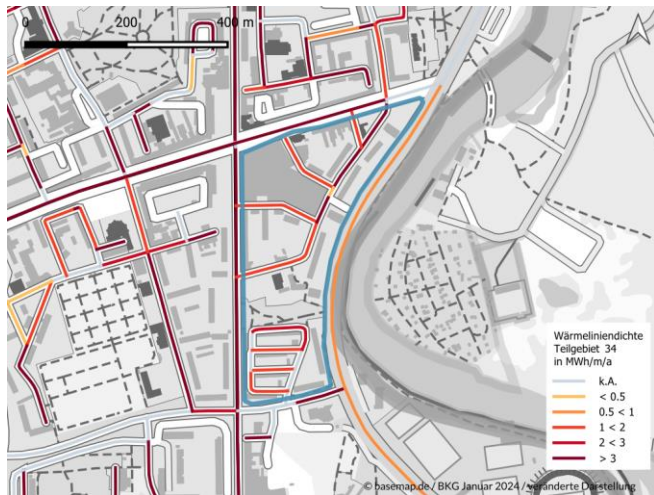 0 200 400 m
Wärmeliniendichte
Teilgebiet 34
in MWh/m/a
k.A.
< 0.5
0.5 < 1
1 < 2
2 < 3
> 3
© basemap.de / BKG Januar 2024 / veränderte Darstellung